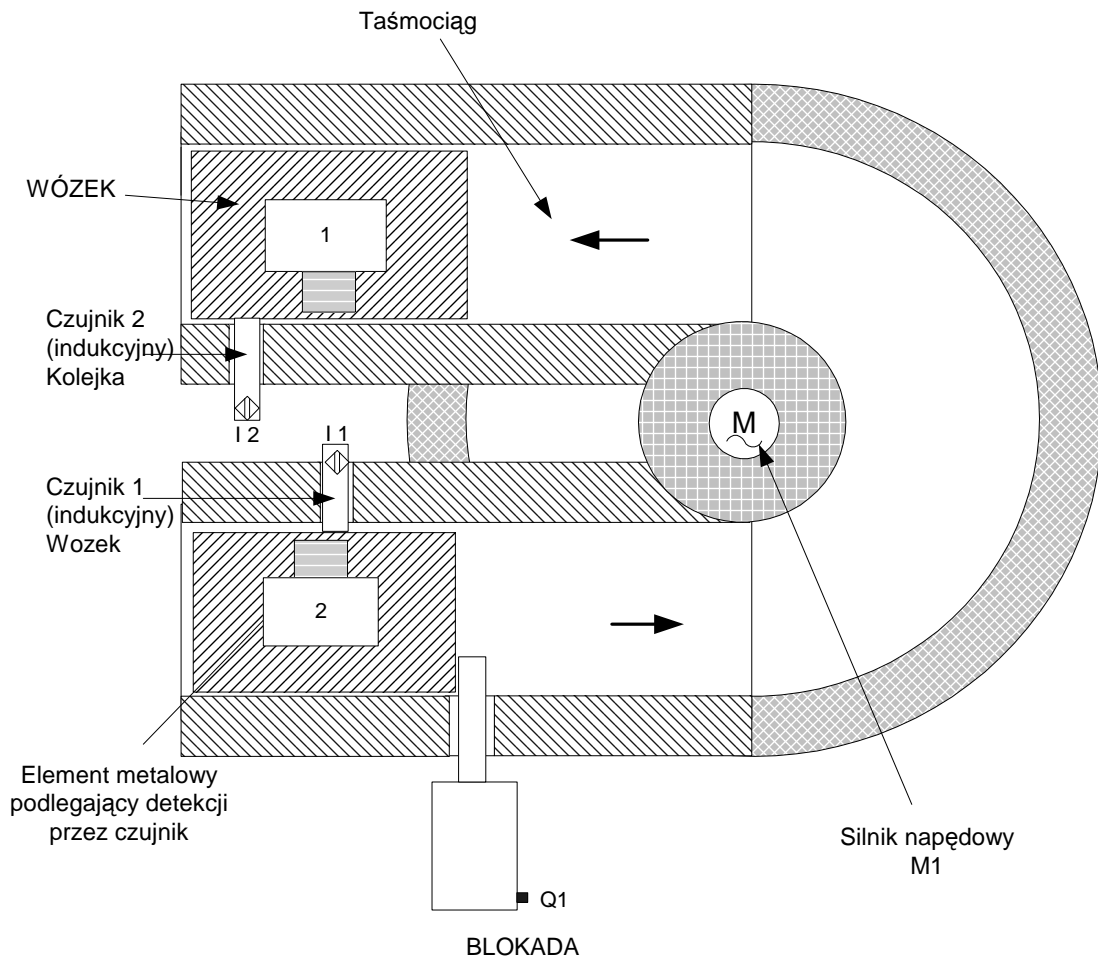 Taśmociąg
WÓZEK
1
Czujnik 2
(indukcyjny)
Kolejka
I 2
I 1
M
Czujnik 1
(indukcyjny)
Wozek
2
Element metalowy
podlegający detekcji
przez czujnik
Silnik napędowy
M1
Q1
BLOKADA